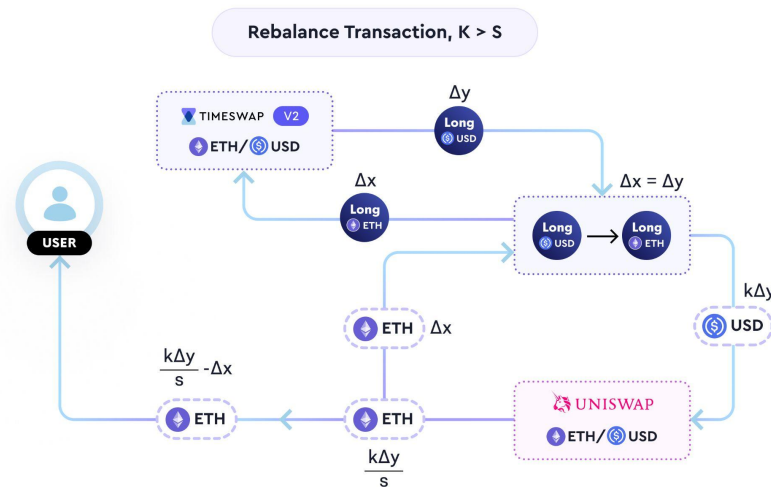 Rebalance Transaction, K > S
Δy
TIMESWAP V2
ETH/USD
Long
USD
Δx = Δy
Δx
Long
ETH
Long
USD
Long
ETH
USER
kΔy
USD
ETH Δx
kΔy
s
-Δx
ETH
ETH
kΔy
s
UNISWAP
ETH/USD